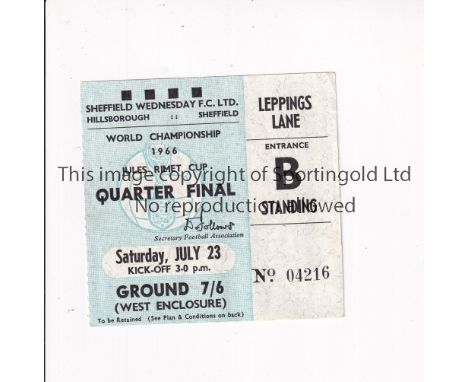 SHEFFIELD WEDNESDAY F.C. LTD.
HILLSBOROUGH :: SHEFFIELD
WORLD CHAMPIONSHIP
1966
JULES RIMET CUP
QUARTER FINAL
D Follows
Secretary Football Association
Saturday, JULY 23
KICK-OFF 3-0 p.m.
GROUND 7/6
(WEST ENCLOSURE)
To be Retained (See Plan & Conditions on back)
LEPPINGS
LANE
ENTRANCE
B
STANDING
No. 04216
This image copyright of Sportingold Ltd
No reproduction allowed